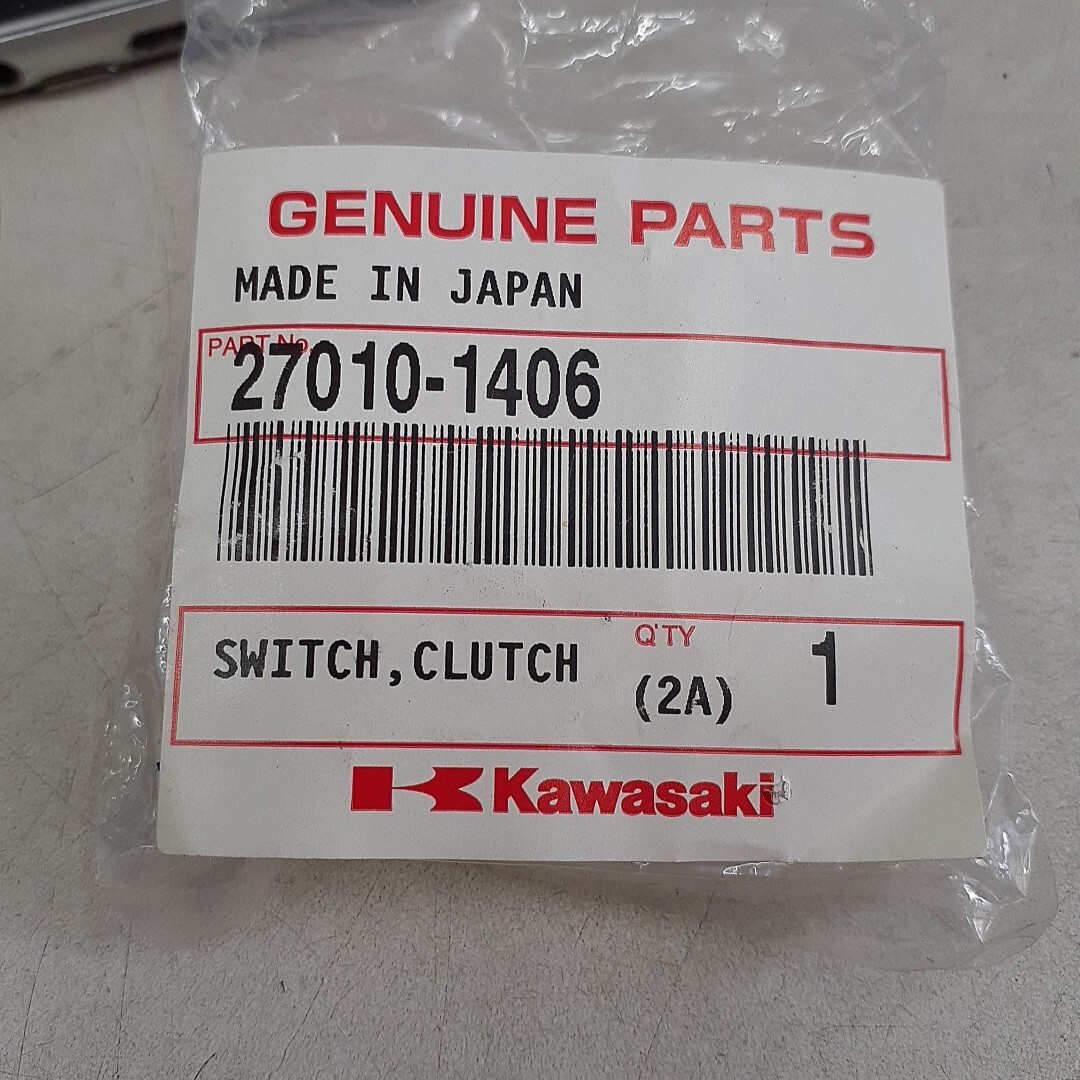 GENUINE PARTS
MADE IN JAPAN
PART No.
27010-1406
SWITCH,CLUTCH
Q'TY
(2A)
1
Kawasaki